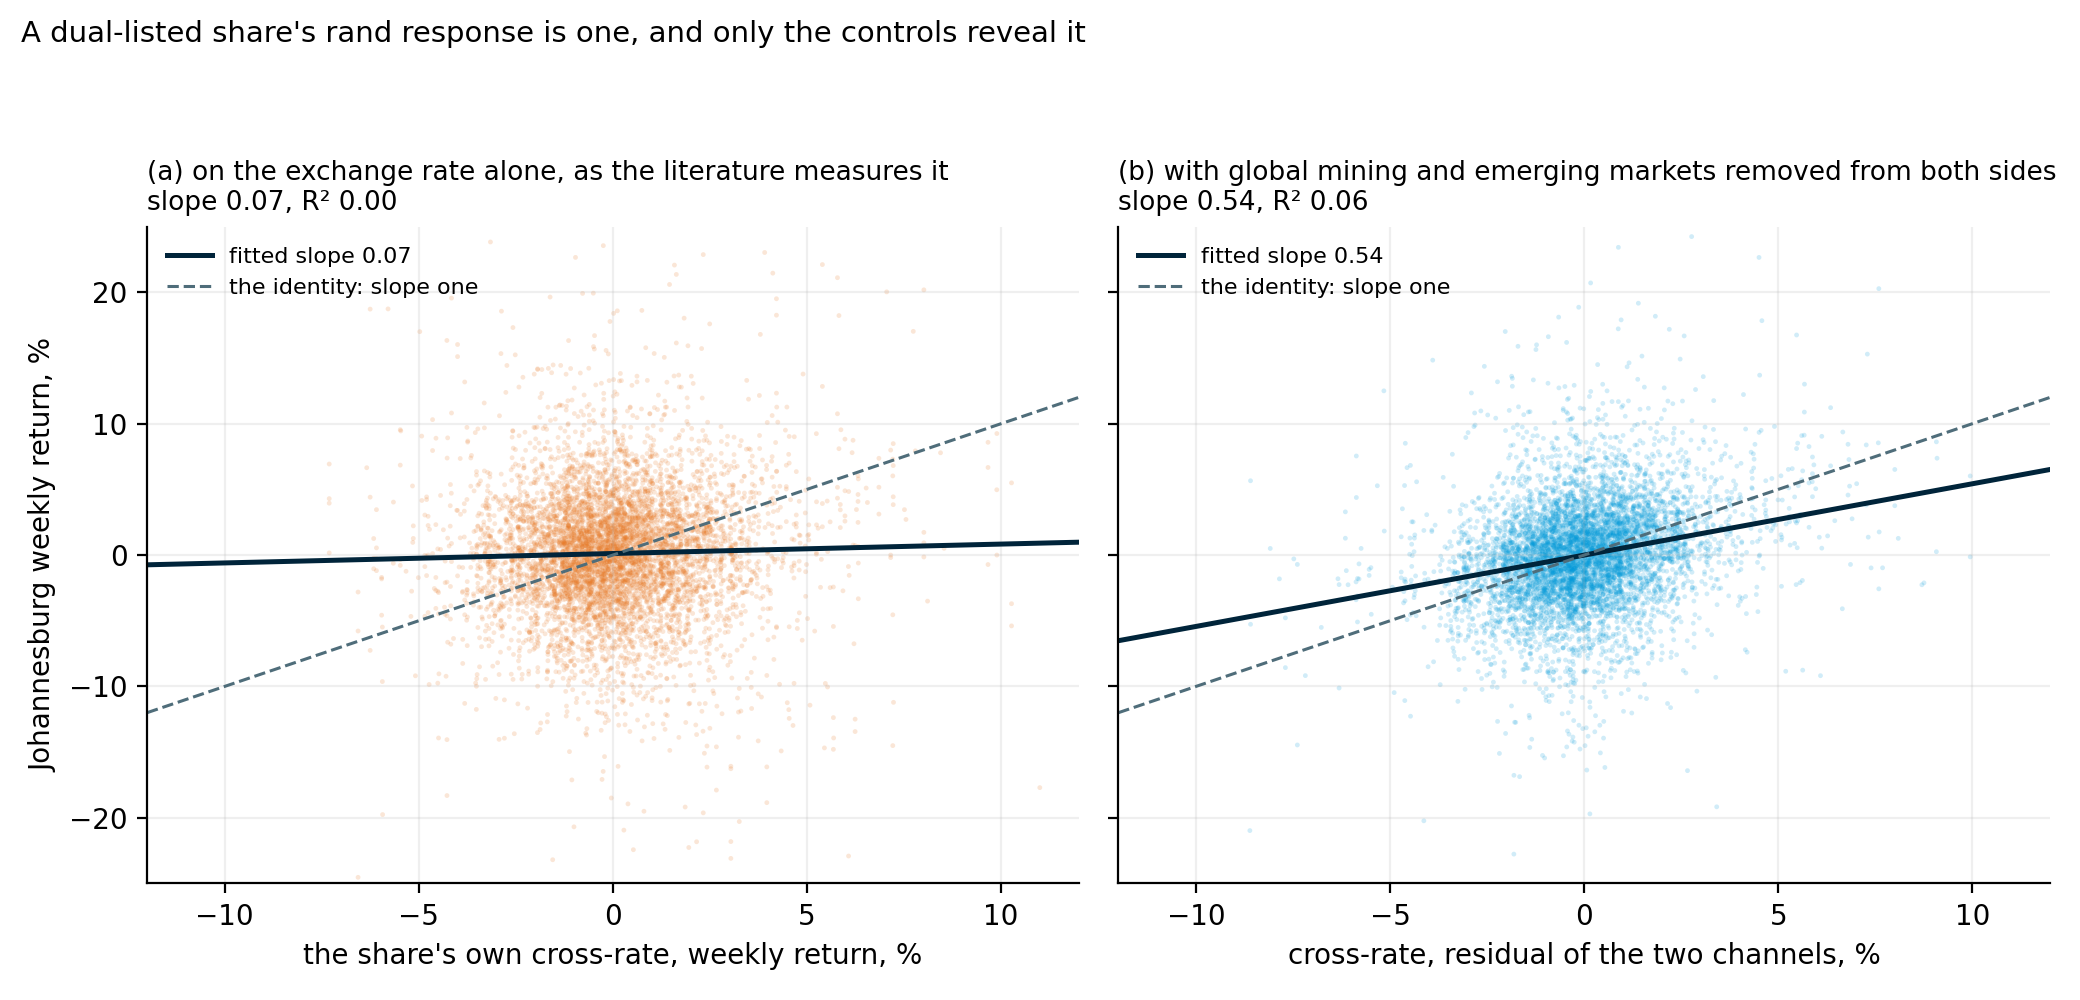 A dual-listed share's rand response is one, and only the controls reveal it
(a) on the exchange rate alone, as the literature measures it
slope 0.07, R² 0.00
fitted slope 0.07
the identity: slope one
20
10
0
−10
−20
Johannesburg weekly return, %
−10
−5
0
5
10
the share's own cross-rate, weekly return, %
(b) with global mining and emerging markets removed from both sides
slope 0.54, R² 0.06
fitted slope 0.54
the identity: slope one
−10
−5
0
5
10
cross-rate, residual of the two channels, %